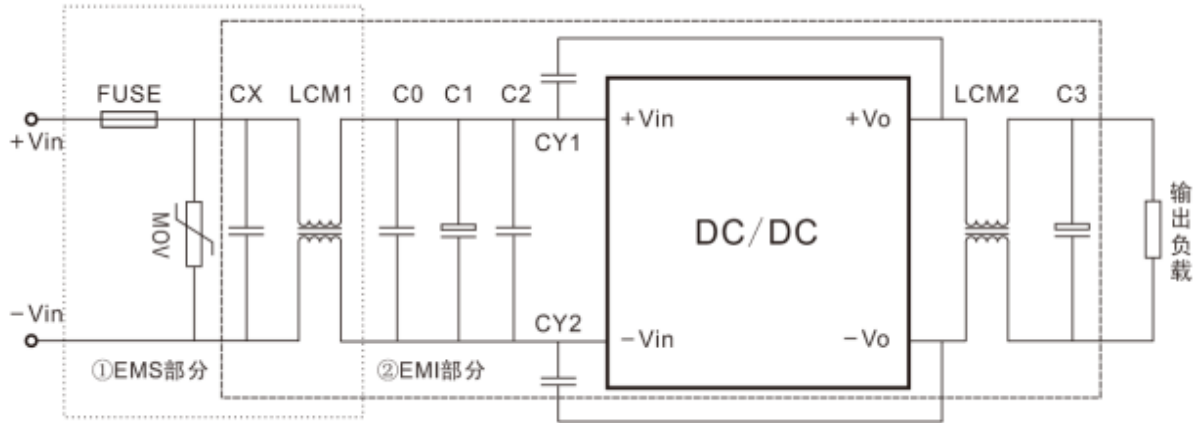 FUSE CX LCM1 C0 C1 C2 LCM2 C3
+Vin CY1 +Vin +Vo
MOV DC/DC 输出负载
-Vin CY2 -Vin -Vo
①EMS部分 ②EMI部分